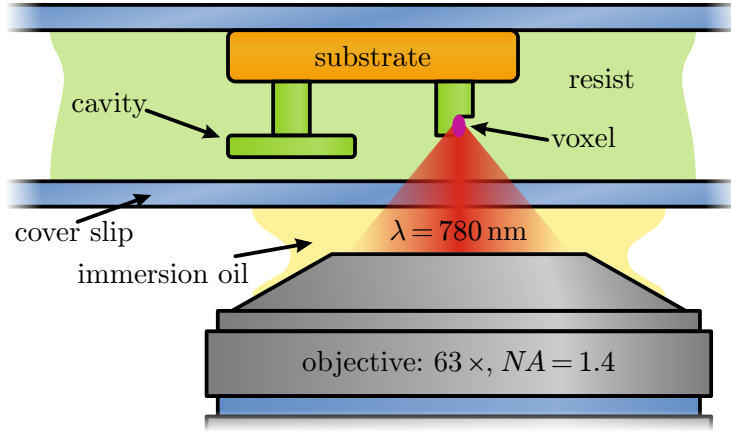 substrate
resist
cavity
voxel
cover slip
λ = 780 nm
immersion oil
objective: 63 ×, NA = 1.4